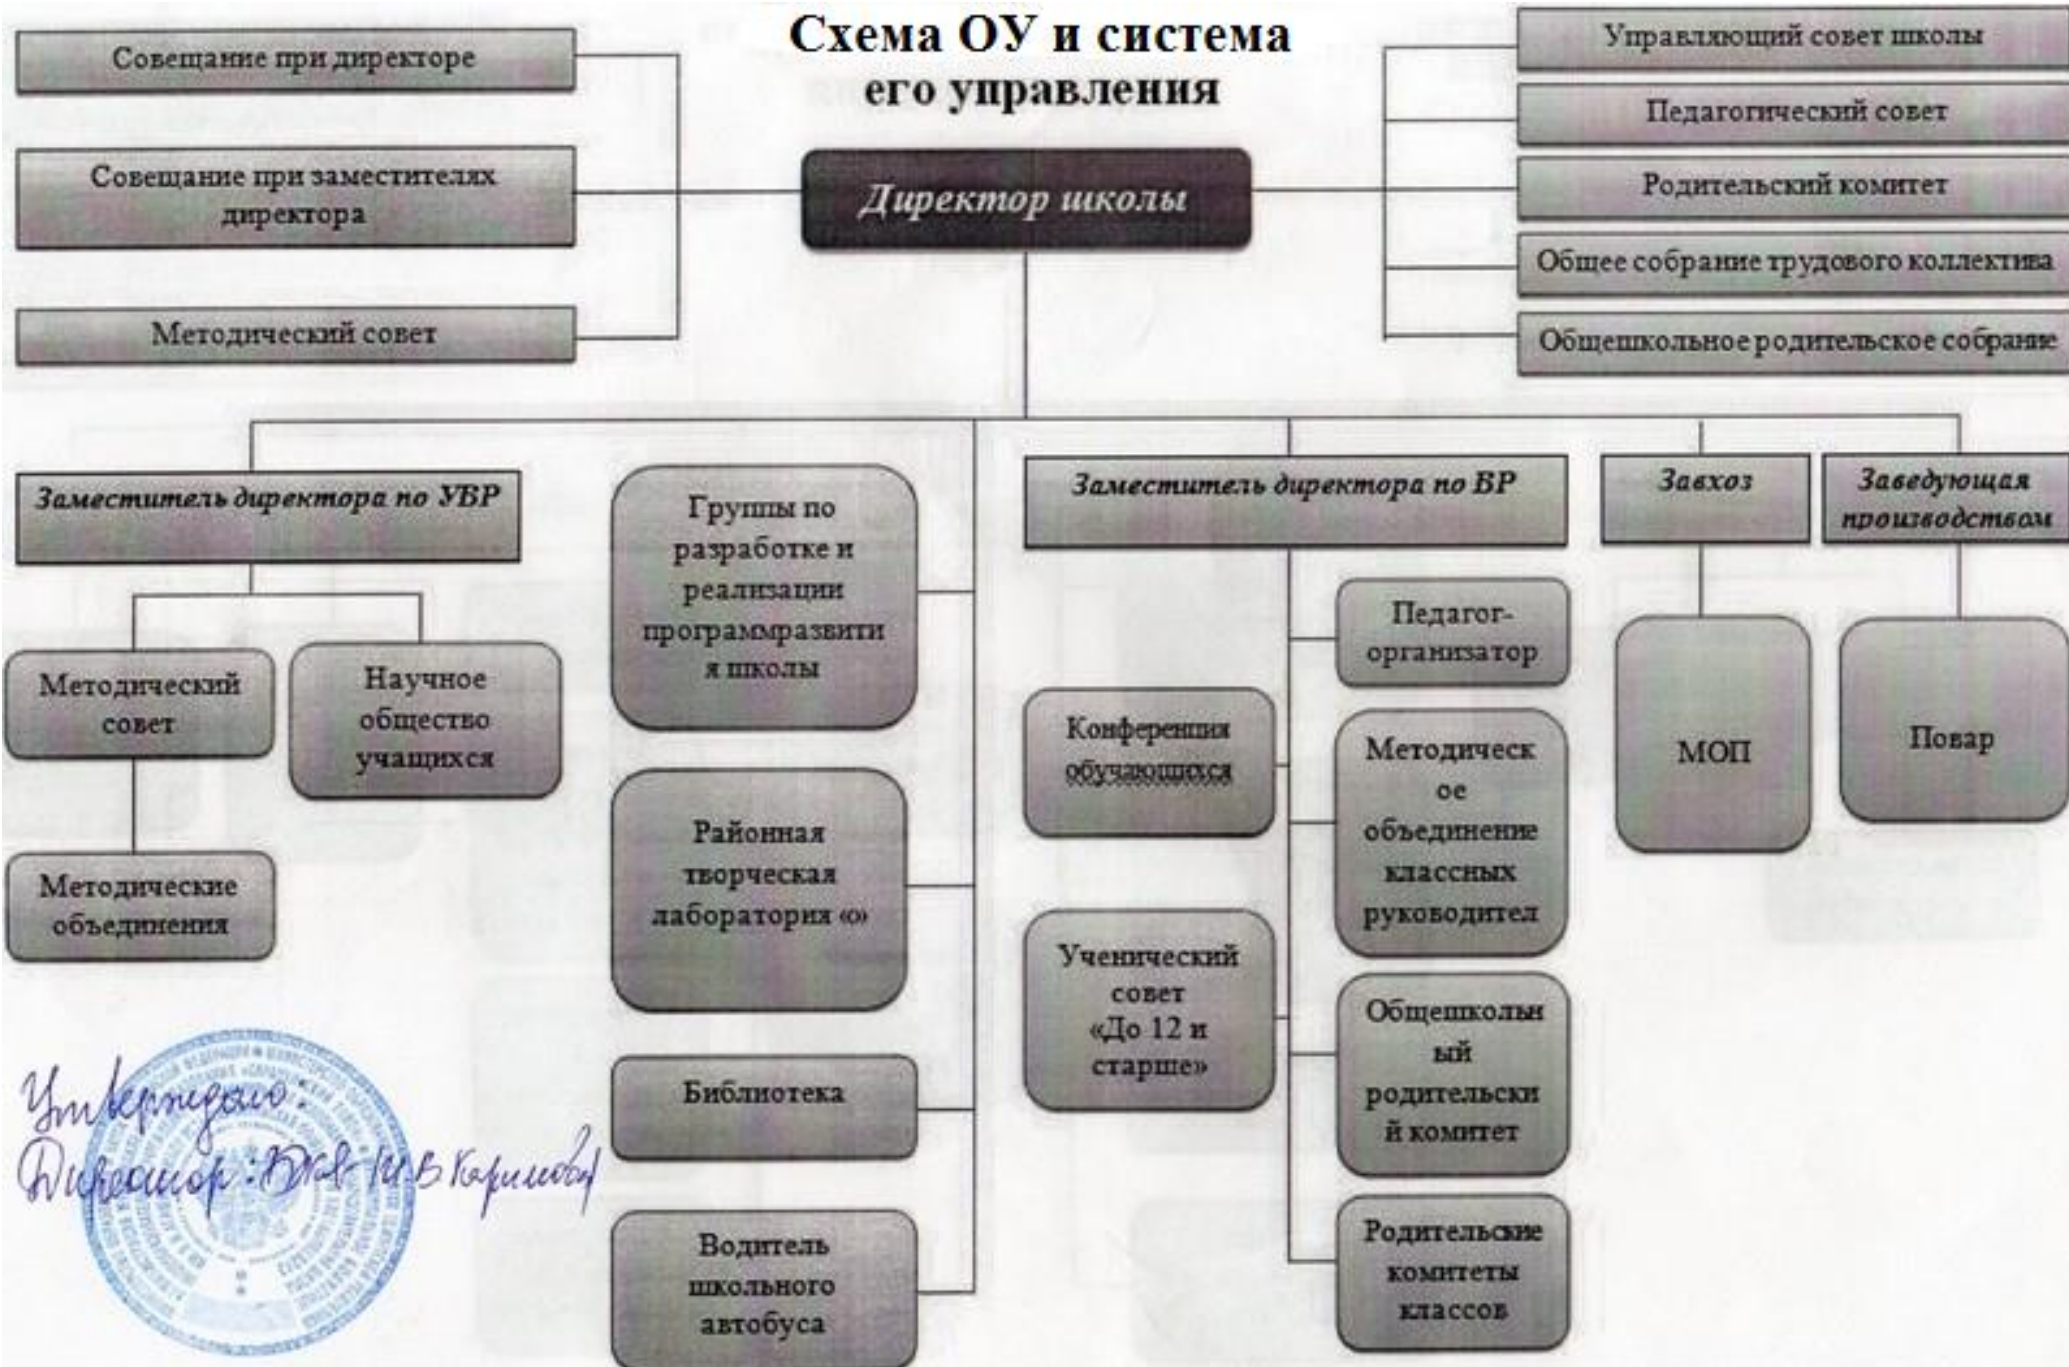 Схема ОУ и система
его управления
Совещание при директоре
Совещание при заместителях
директора
Методический совет
Директор школы
Управляющий совет школы
Педагогический совет
Родительский комитет
Общее собрание трудового коллектива
Общешкольное родительское собрание
Заместитель директора по УВР
Методический
совет
Научное
общество
учащихся
Методические
объединения
Группы по
разработке и
реализации
программразвити
я школы
Районная
творческая
лаборатория «о»
Библиотека
Водитель
школьного
автобуса
Заместитель директора по ВР
Конференция
обучающихся
Ученический
совет
«До 12 и
старше»
Педагог-
организатор
Методическ
ое
объединение
классных
руководител
Общешкольн
ый
родительски
й комитет
Родительские
комитеты
классов
Завхоз
МОП
Заведующая
производством
Повар
Утверждаю:
Директор: